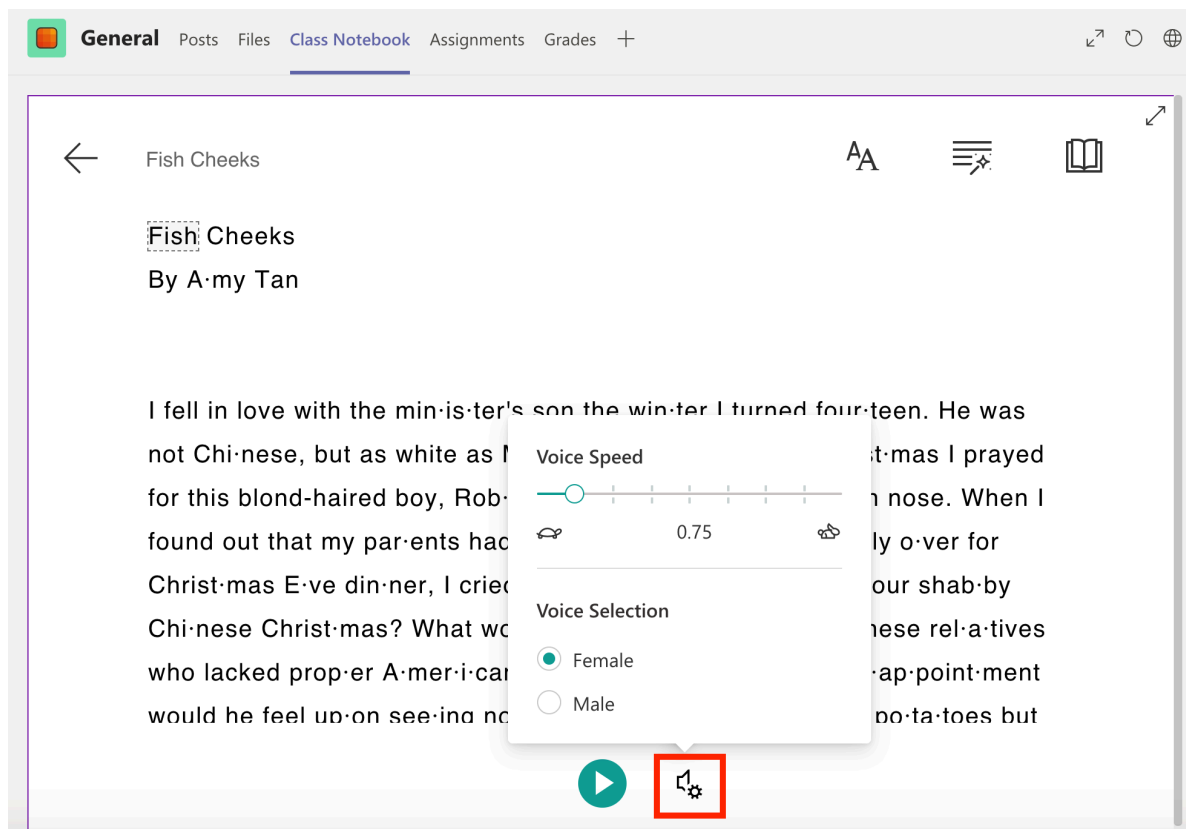 General Posts Files Class Notebook Assignments Grades
Fish Cheeks
Fish Cheeks
By A·my Tan
I fell in love with the min·is·ter's son the win·ter I turned four·teen. He was
not Chi·nese, but as white as st·mas I prayed
for this blond-haired boy, Rob· nose. When I
found out that my par·ents had o·ver for
Christ·mas E·ve din·ner, I cried our shab·by
Chi·nese Christ·mas? What rel·a·tives
who lacked prop·er A·mer·i·can ap·point·ment
would he feel up·on see·ing po·ta·toes but
Voice Speed
0.75
Voice Selection
Female
Male